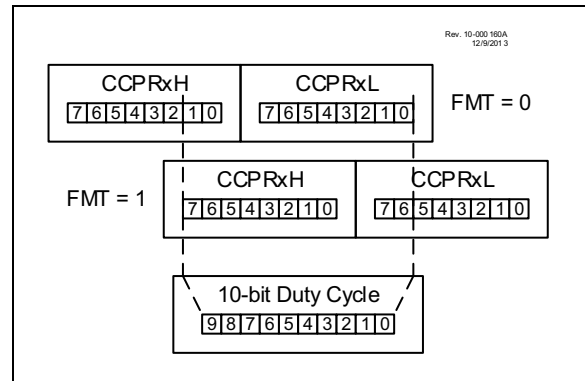 Rev. 10-000 160A
12/9/201 3
CCPRxH CCPRxL
7 6 5 4 3 2 1 0 7 6 5 4 3 2 1 0 FMT = 0
CCPRxH CCPRxL
FMT = 1 7 6 5 4 3 2 1 0 7 6 5 4 3 2 1 0
10-bit Duty Cycle
9 8 7 6 5 4 3 2 1 0